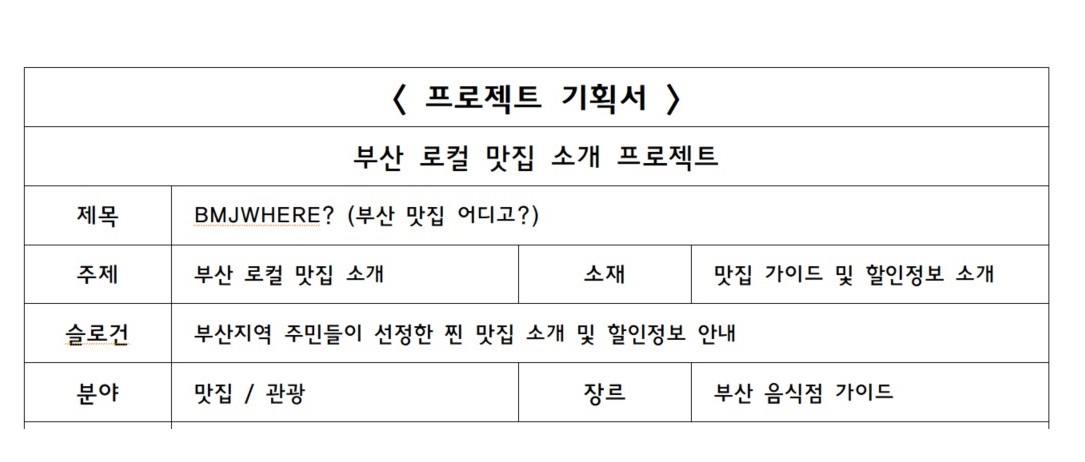 〈 프로젝트 기획서 〉
부산 로컬 맛집 소개 프로젝트
제목 BMJWHERE? (부산 맛집 어디고?)
주제 부산 로컬 맛집 소개 소재 맛집 가이드 및 할인정보 소개
슬로건 부산지역 주민들이 선정한 찐 맛집 소개 및 할인정보 안내
분야 맛집 / 관광 장르 부산 음식점 가이드